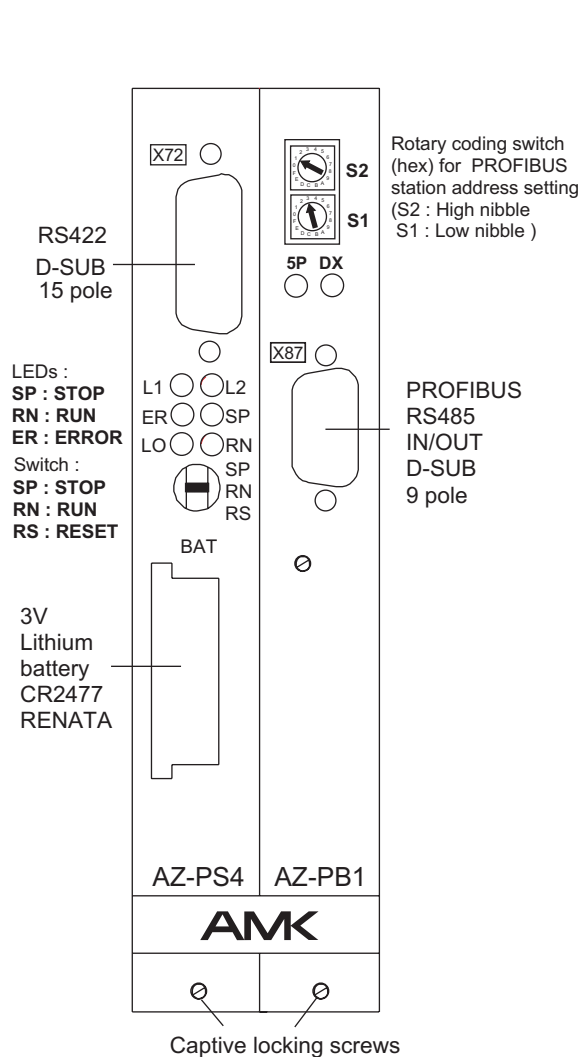 X72
RS422
D-SUB
15 pole
LEDs :
SP : STOP
RN : RUN
ER : ERROR
Switch :
SP : STOP
RN : RUN
RS : RESET
L1
L2
ER
SP
LO
RN
SP
RN
RS
BAT
3V
Lithium
battery
CR2477
RENATA
AZ-PS4
S2
S1
Rotary coding switch
(hex) for PROFIBUS
station address setting
(S2 : High nibble
S1 : Low nibble )
5P DX
X87
PROFIBUS
RS485
IN/OUT
D-SUB
9 pole
AZ-PB1
AMK
Captive locking screws